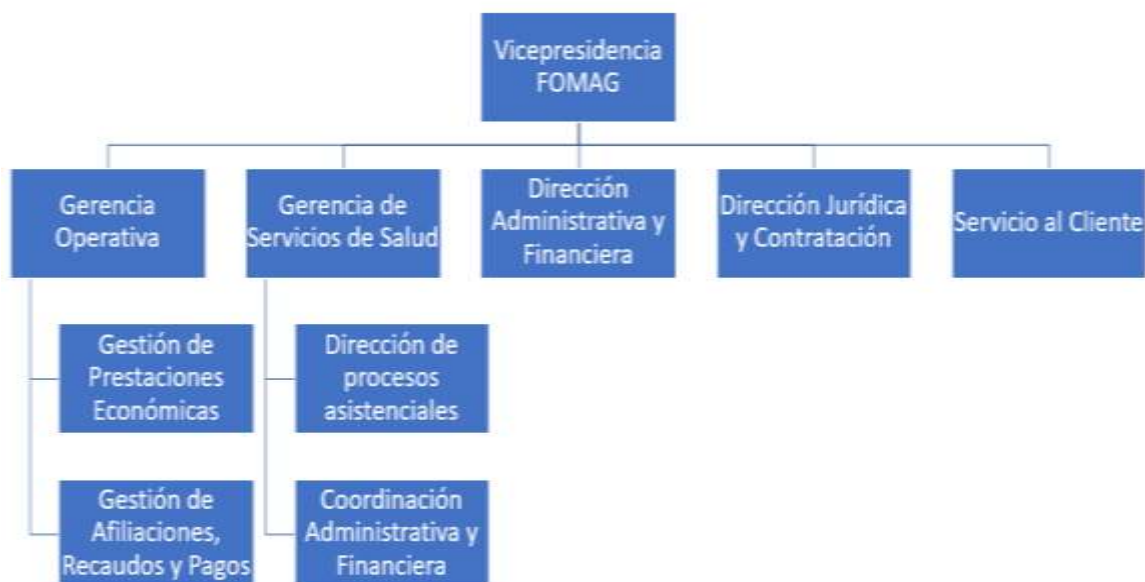 Vicepresidencia
FOMAG
Gerencia
Operativa
Gerencia de
Servicios de Salud
Dirección
Administrativa y
Financiera
Dirección Jurídica
y Contratación
Servicio al Cliente
Gestión de
Prestaciones
Económicas
Dirección de
procesos
asistenciales
Gestión de
Afiliaciones,
Recaudos y Pagos
Coordinación
Administrativa y
Financiera